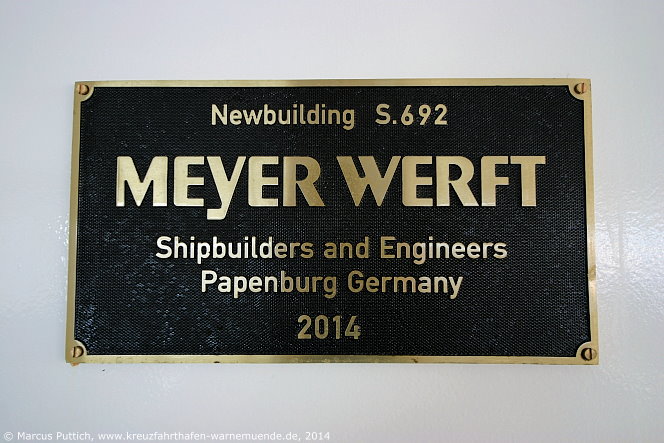 Newbuilding S.692
MEYER WERFT
Shipbuilders and Engineers
Papenburg Germany
2014
© Marcus Puttich, www.kreuzfahrthafen-warnemuende.de, 2014